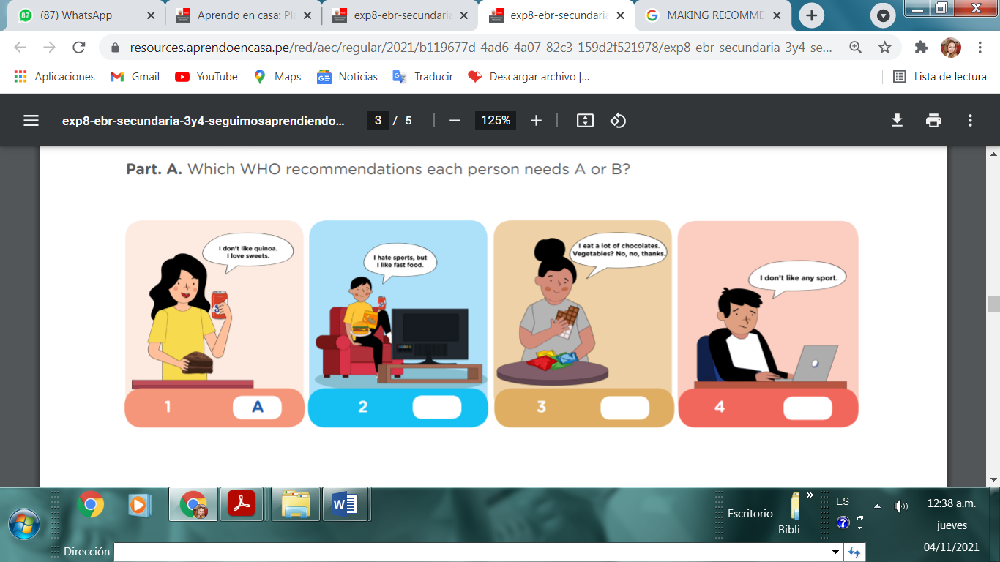 (87) WhatsApp
Aprendo en casa: Pla
exp8-ebr-secundaria
exp8-ebr-secundaria
MAKING RECOMME
resources.aprendoencasa.pe/red/aec/regular/2021/b119677d-4ad6-4a07-82c3-159d2f521978/exp8-ebr-secundaria-3y4-se...
Aplicaciones
Gmail
YouTube
Maps
Noticias
Traducir
Descargar archivo |...
Lista de lectura
exp8-ebr-secundaria-3y4-seguimosaprendiendo...
3 / 5
125%
Part. A. Which WHO recommendations each person needs A or B?
I don't like quinoa.
I love sweets.
I hate sports, but
I like fast food.
I eat a lot of chocolates.
Vegetables? No, no, thanks.
I don't like any sport.
1 A
2
3
4
Escritorio
Bibli
ES
12:38 a.m.
jueves
04/11/2021
Dirección